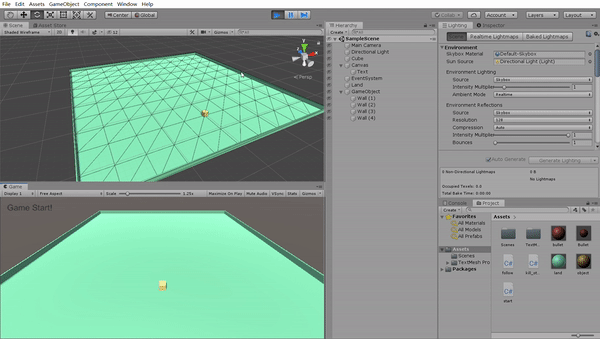 File Edit Assets GameObject Component Window Help
Center Global
Collab Account Layers Layout
Scene Asset Store
Shaded Wireframe 2D Gizmos
Persp
Game
Display 1 Free Aspect Scale 1.25x Maximize On Play Mute Audio VSync Stats Gizmos
Game Start!
Hierarchy
Create
SampleScene
Main Camera
Directional Light
Cube
Canvas
Text
EventSystem
Land
GameObject
Wall (1)
Wall (2)
Wall (3)
Wall (4)
Lighting Inspector
Scene Realtime Lightmaps Baked Lightmaps
Environment
Skybox Material Default-Skybox
Sun Source Directional Light (Light)
Environment Lighting
Source Skybox
Intensity Multiplier 1
Ambient Mode Realtime
Environment Reflections
Source Skybox
Resolution 128
Compression Auto
Intensity Multiplier 1
Bounces 1
Auto Generate Generate Lighting
0 Non-Directional Lightmaps 0 B
No Lightmaps
Occupied Texels: 0.0
Total Bake Time: 0:00:00
Console Project
Create
Favorites
All Materials
All Models
All Prefabs
Assets
Scenes
TextMesh Pro
Packages
Assets
Scenes TextM... bullet Bullet
follow kill_st... land object
start